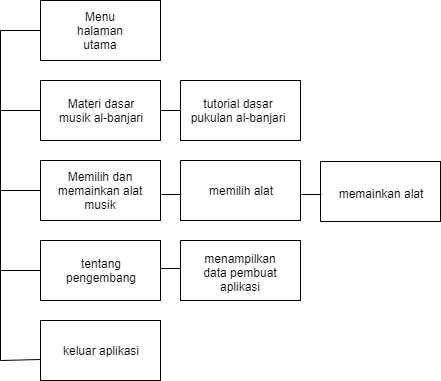 Menu
halaman
utama
Materi dasar
musik al-banjari
tutorial dasar
pukulan al-banjari
Memilih dan
memainkan alat
musik
memilih alat
memainkan alat
tentang
pengembang
menampilkan
data pembuat
aplikasi
keluar aplikasi